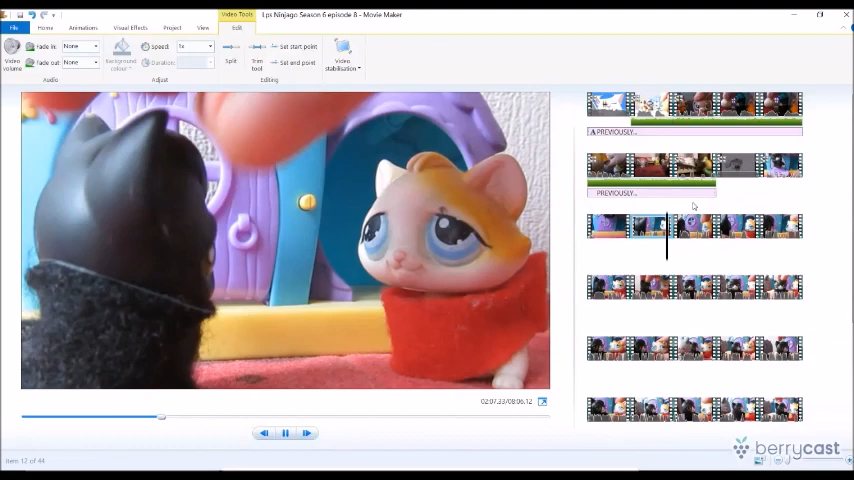 Video Tools
Lps Ninjago Season 6 episode 8 - Movie Maker
File
Home
Animations
Visual Effects
Project
View
Edit
Video volume
Fade in:
None
Fade out:
None
Audio
Background colour
Speed:
1x
Duration:
Adjust
Split
Trim tool
Set start point
Set end point
Editing
Video stabilisation
A PREVIOUSLY...
PREVIOUSLY...
02:07.33/08:06.12
Item 12 of 44
berrycast